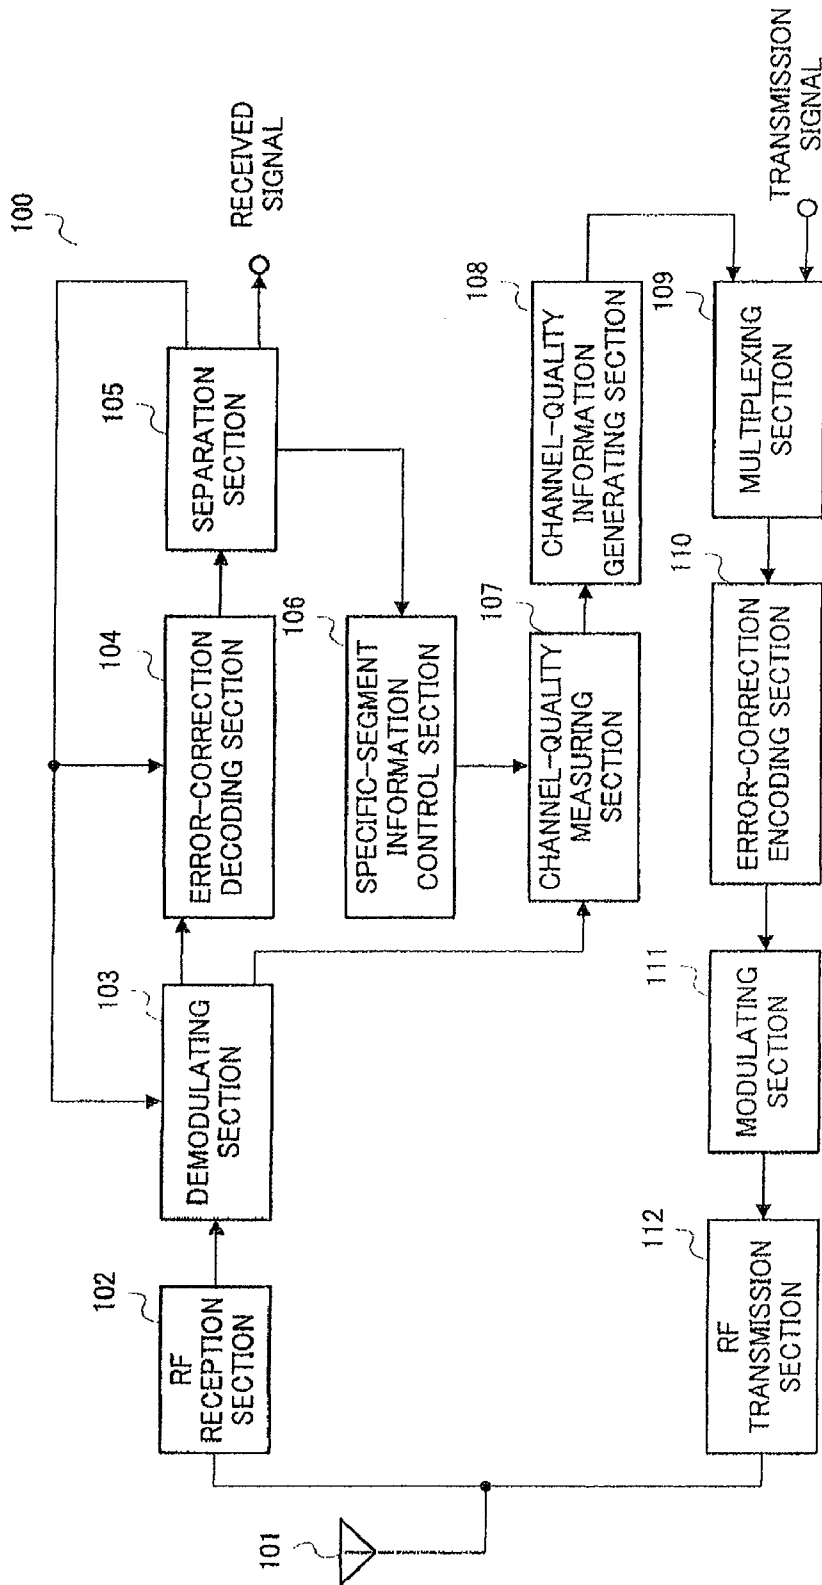 100
101
102
RF
RECEPTION
SECTION
103
DEMODULATING
SECTION
104
ERROR-CORRECTION
DECODING SECTION
105
SEPARATION
SECTION
RECEIVED
SIGNAL
106
SPECIFIC-SEGMENT
INFORMATION
CONTROL SECTION
107
CHANNEL-QUALITY
MEASURING
SECTION
108
CHANNEL-QUALITY
INFORMATION
GENERATING SECTION
TRANSMISSION
SIGNAL
109
MULTIPLEXING
SECTION
110
ERROR-CORRECTION
ENCODING SECTION
111
MODULATING
SECTION
112
RF
TRANSMISSION
SECTION